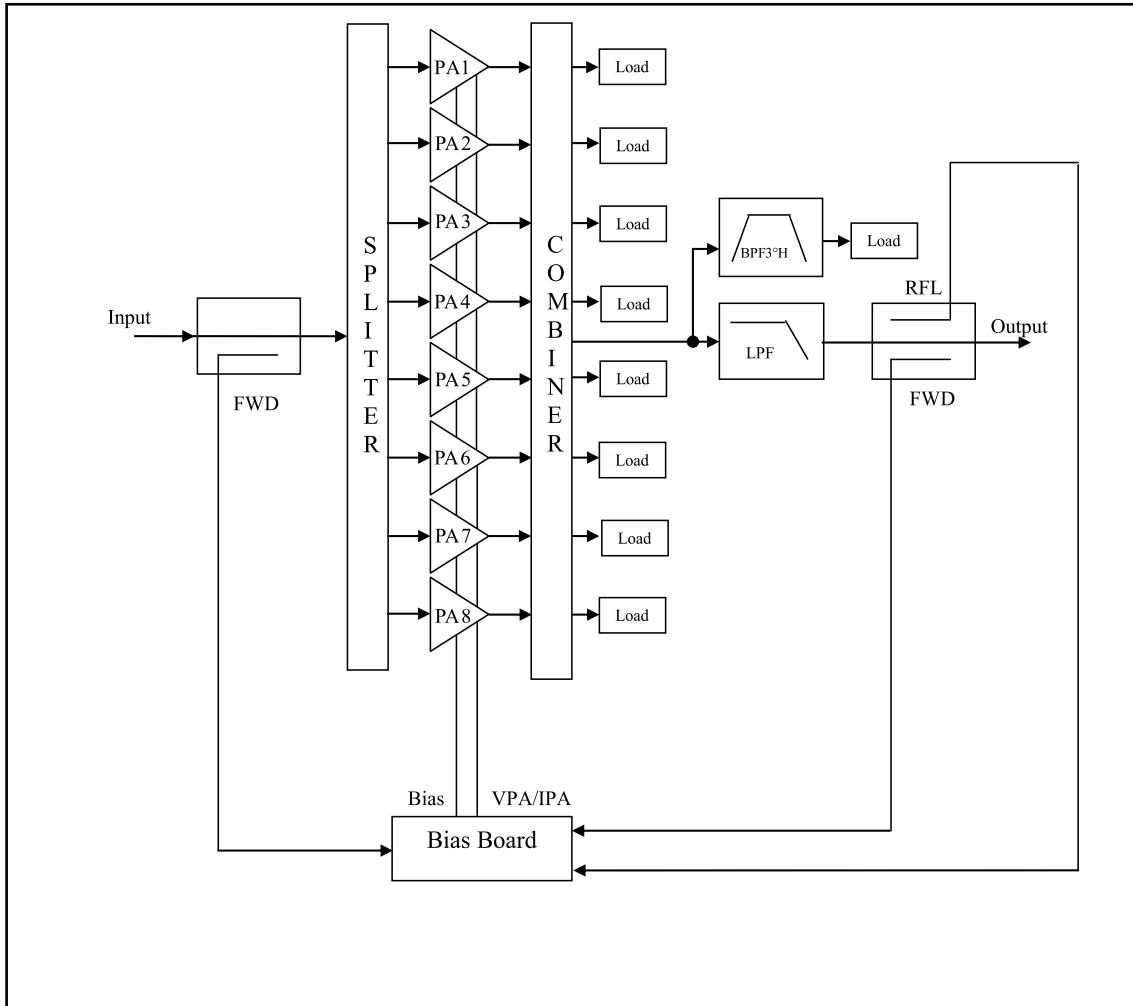 Input
FWD
SPLITTER
PA1
PA2
PA3
PA4
PA5
PA6
PA7
PA8
COMBINER
Load
Load
Load
Load
Load
Load
Load
Load
BPF3°H
Load
LPF
RFL
FWD
Output
Bias
VPA/IPA
Bias Board